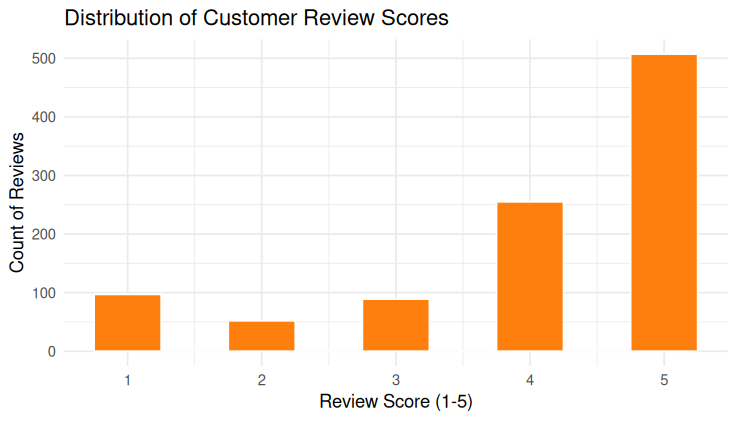 Distribution of Customer Review Scores
Count of Reviews
500
400
300
200
100
0
1 2 3 4 5
Review Score (1-5)